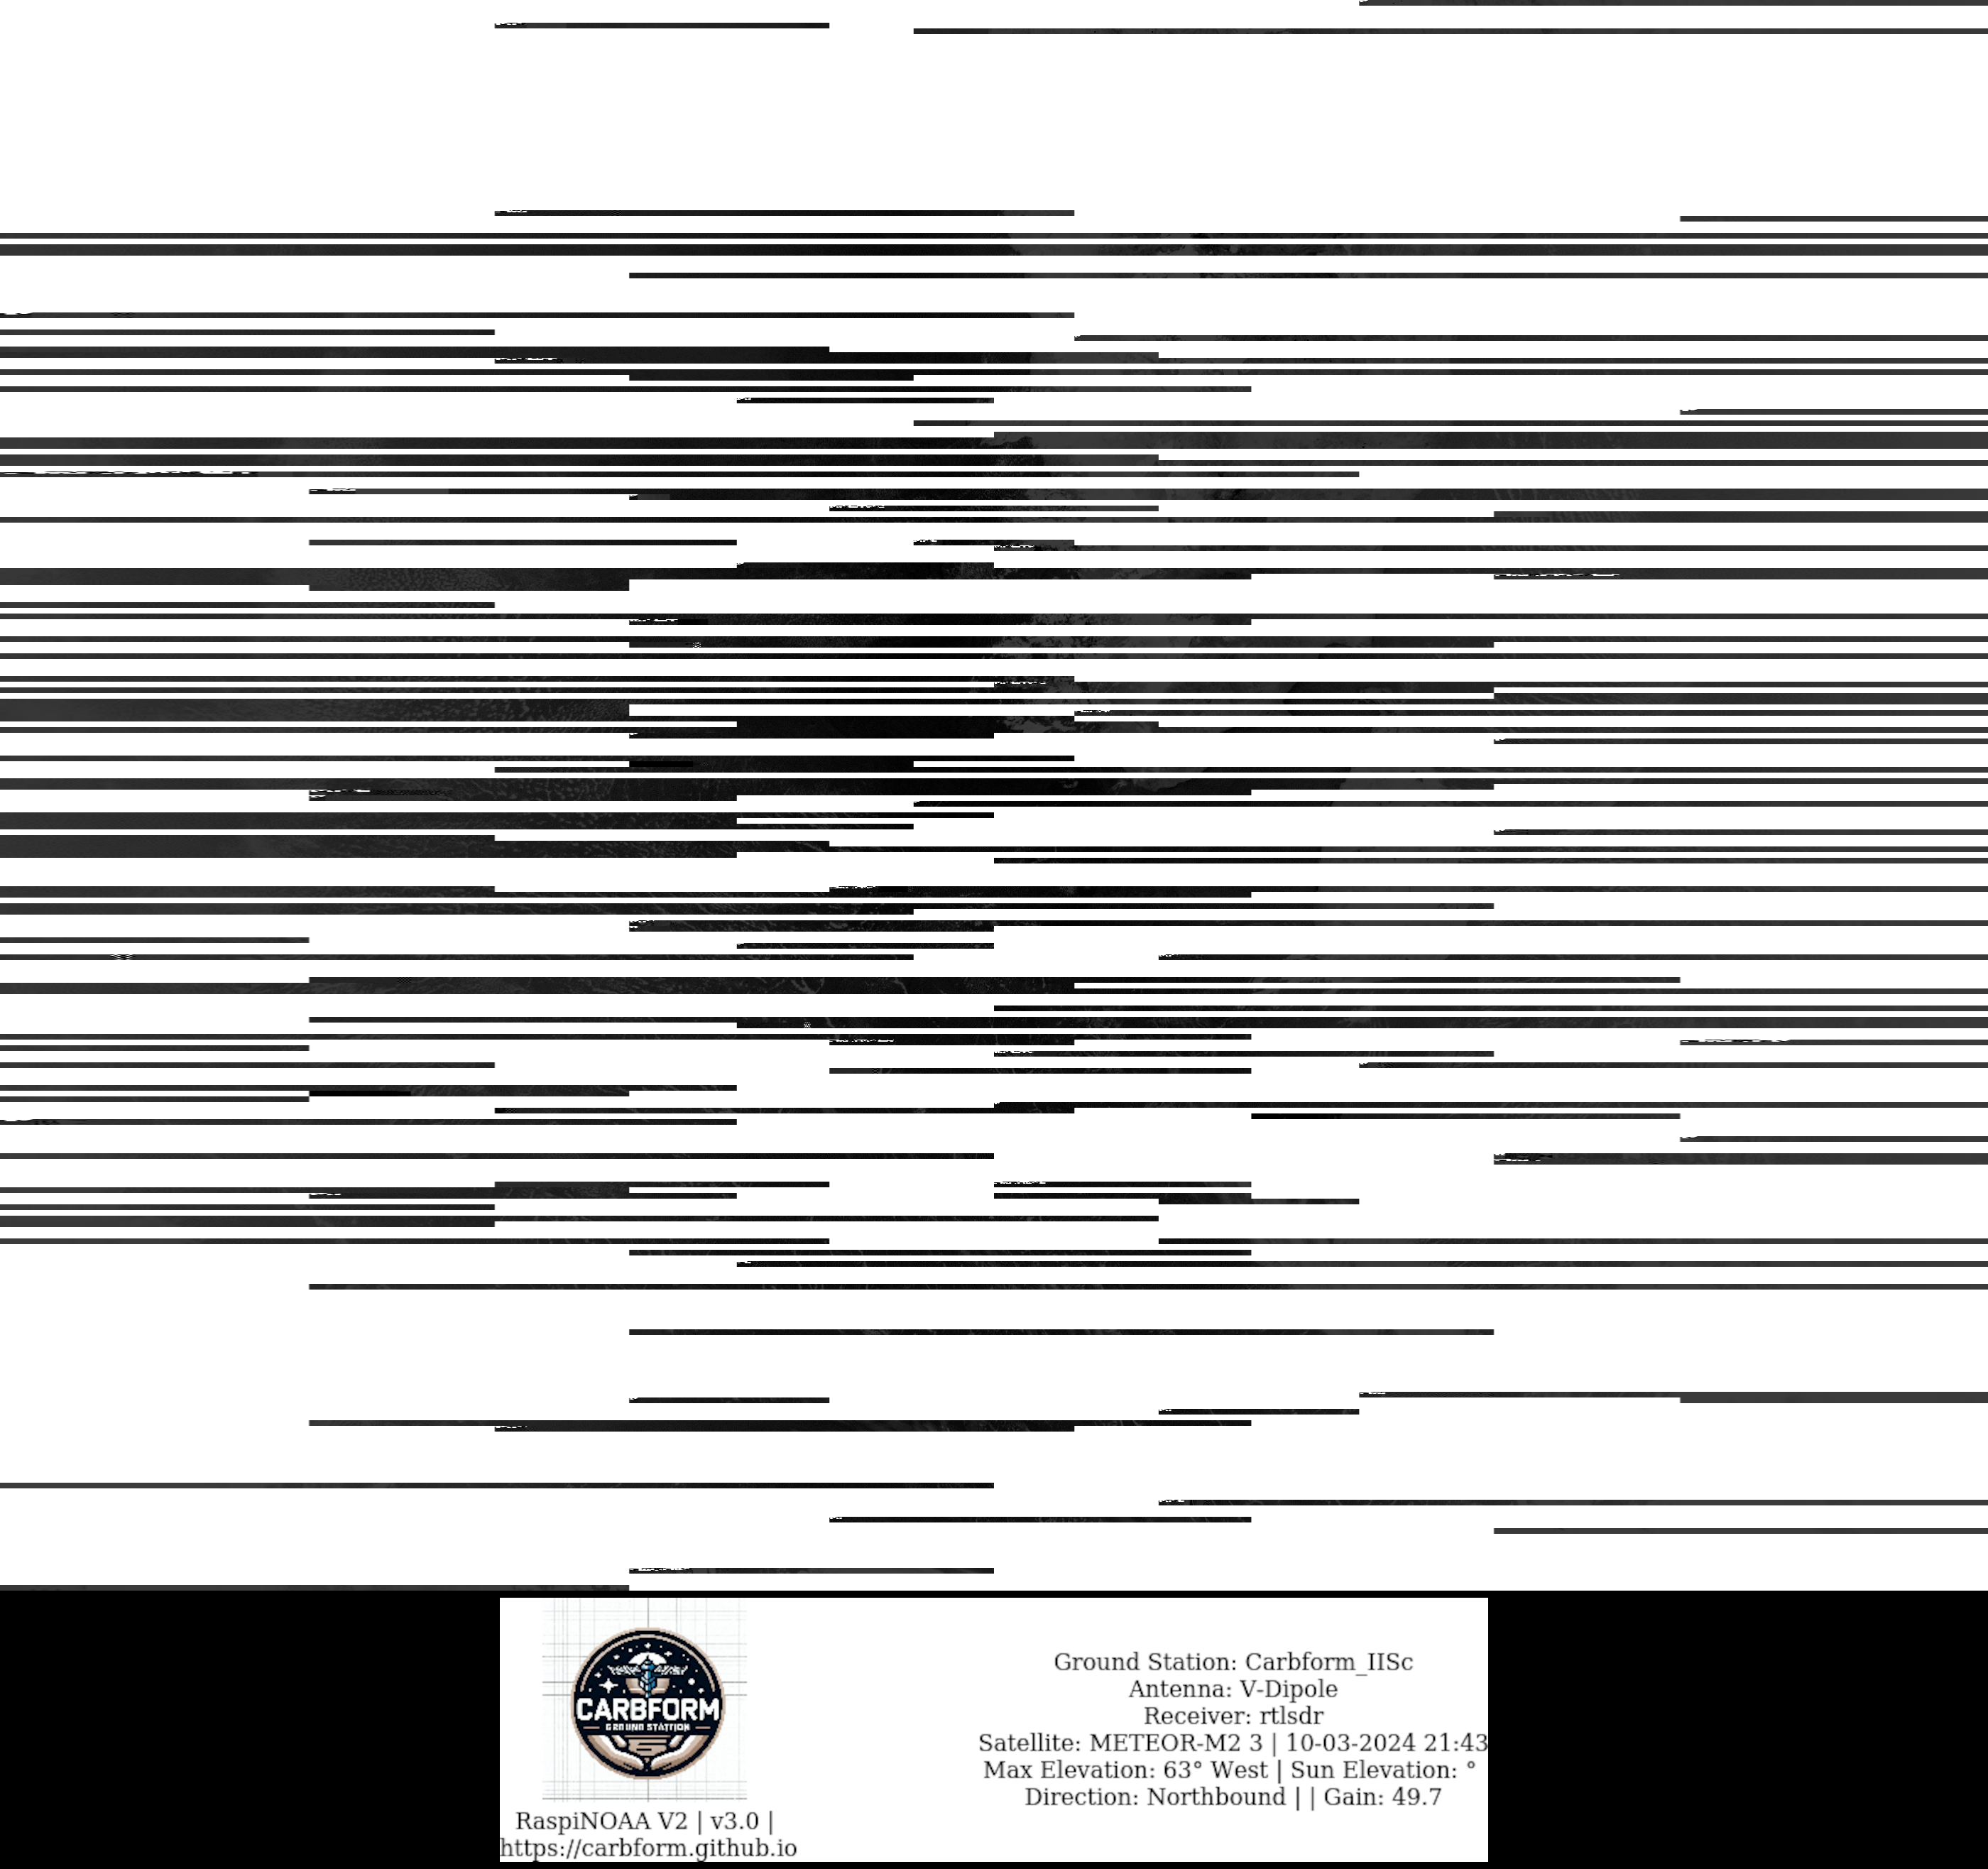 CARBFORM
GROUND STATION
RaspiNOAA V2 | v3.0 |
https://carbform.github.io
Ground Station: Carbform_IISc
Antenna: V-Dipole
Receiver: rtlsdr
Satellite: METEOR-M2 3 | 10-03-2024 21:43
Max Elevation: 63° West | Sun Elevation: °
Direction: Northbound | | Gain: 49.7